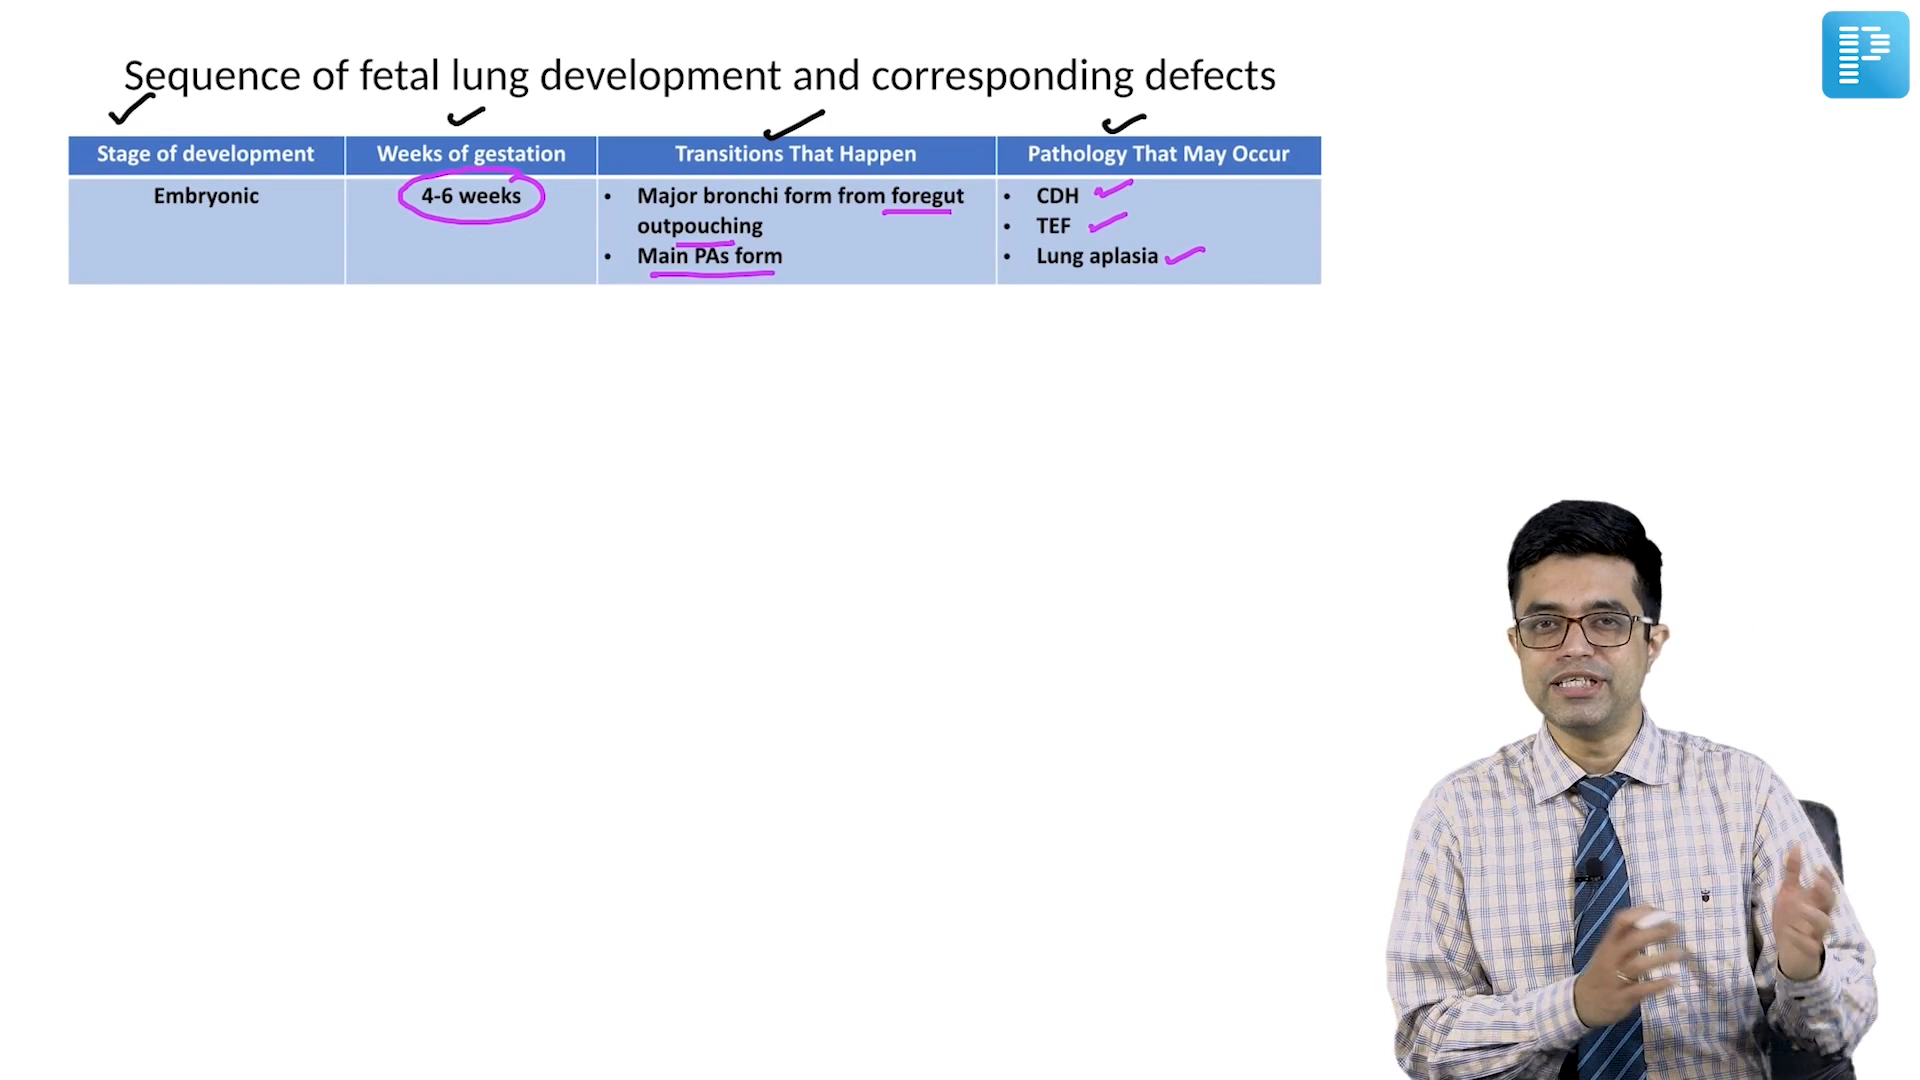 Sequence of fetal lung development and corresponding defects
Stage of development Weeks of gestation Transitions That Happen Pathology That May Occur
Embryonic 4-6 weeks • Major bronchi form from foregut outpouching • CDH
• Main PAs form • TEF
• Lung aplasia
P